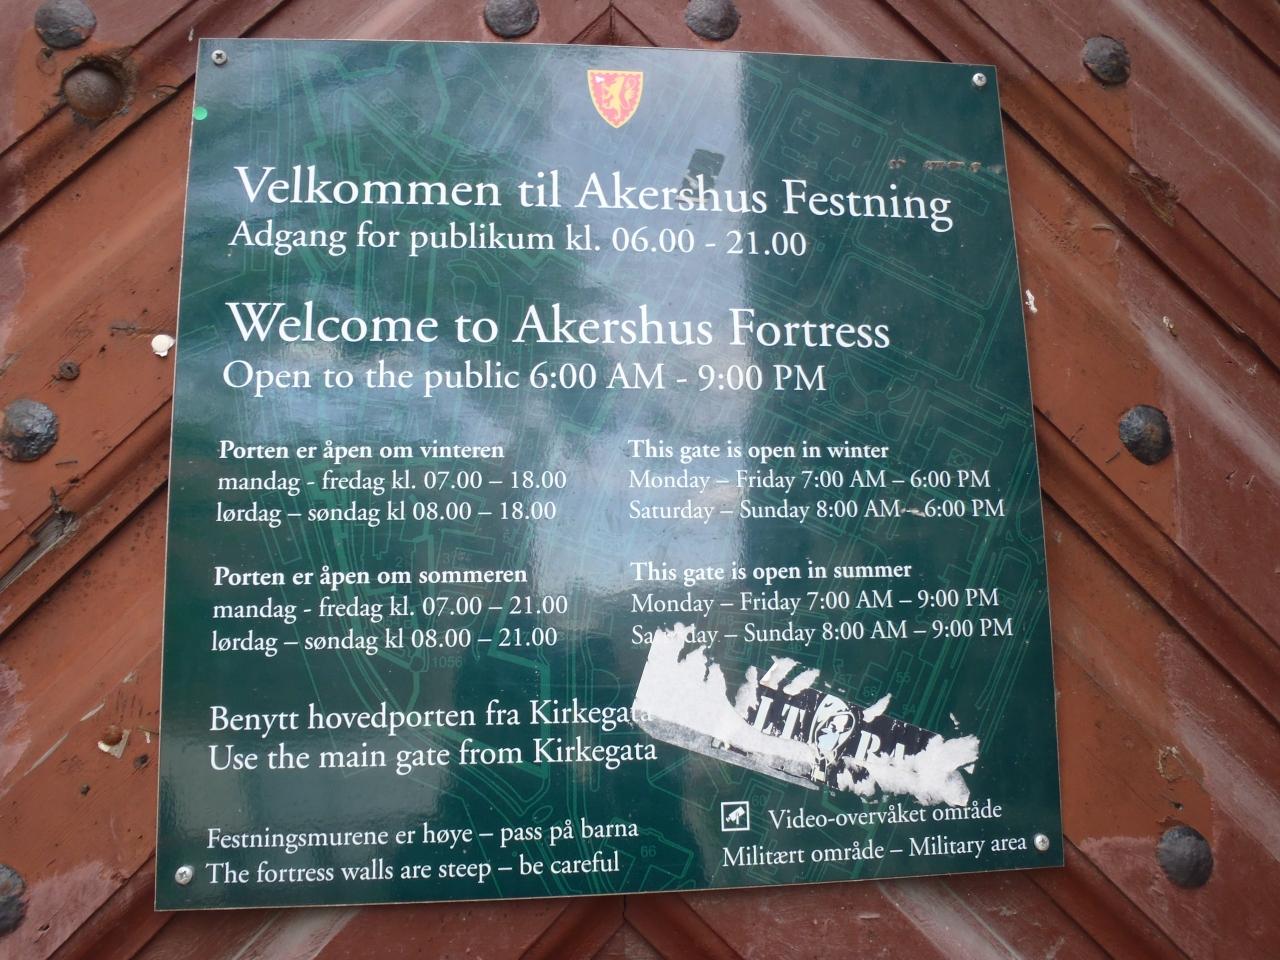 Velkommen til Akershus Festning
Adgang for publikum kl. 06.00 - 21.00
Welcome to Akershus Fortress
Open to the public 6:00 AM - 9:00 PM
Porten er åpen om vinteren
mandag - fredag kl. 07.00 – 18.00
lørdag – søndag kl 08.00 – 18.00
This gate is open in winter
Monday – Friday 7:00 AM – 6:00 PM
Saturday – Sunday 8:00 AM – 6:00 PM
Porten er åpen om sommeren
mandag - fredag kl. 07.00 – 21.00
lørdag – søndag kl 08.00 – 21.00
This gate is open in summer
Monday – Friday 7:00 AM – 9:00 PM
Saturday – Sunday 8:00 AM – 9:00 PM
Benytt hovedporten fra Kirkegata
Use the main gate from Kirkegata
Festningsmurene er høye – pass på barna
The fortress walls are steep – be careful
Video-overvåket område
Militært område – Military area